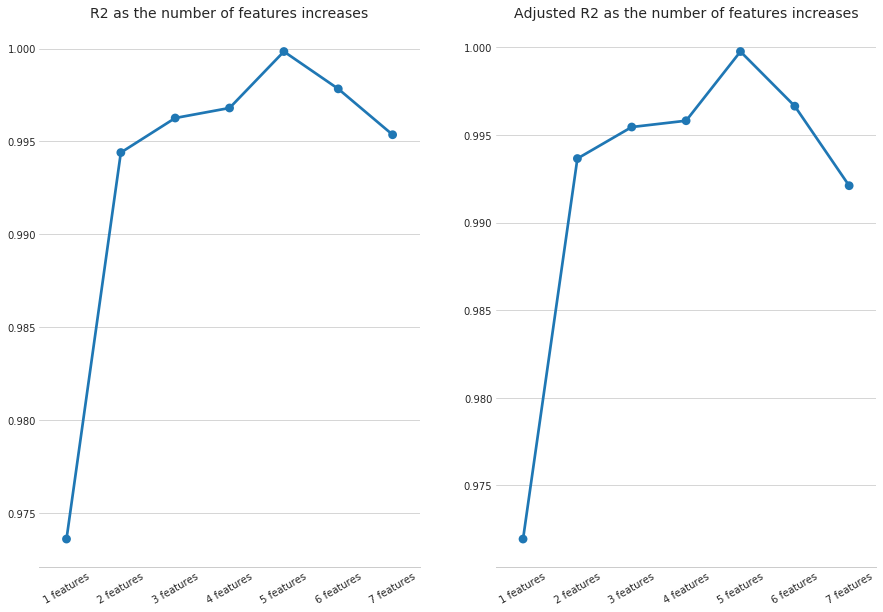 R2 as the number of features increases
1.000
0.995
0.990
0.985
0.980
0.975
1 features
2 features
3 features
4 features
5 features
6 features
7 features
Adjusted R2 as the number of features increases
1.000
0.995
0.990
0.985
0.980
0.975
1 features
2 features
3 features
4 features
5 features
6 features
7 features